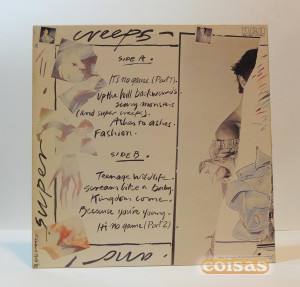 creeps
SIDE A.
It's no game (Part 1).
Up the hill backwards.
Scary monsters
(and super creeps).
Ashes to ashes.
Fashion.
SIDE B.
Teenage wildlife.
Scream like a baby.
Kingdom come.
Because you're young.
It's no game (Part 2)
super
and
coisas